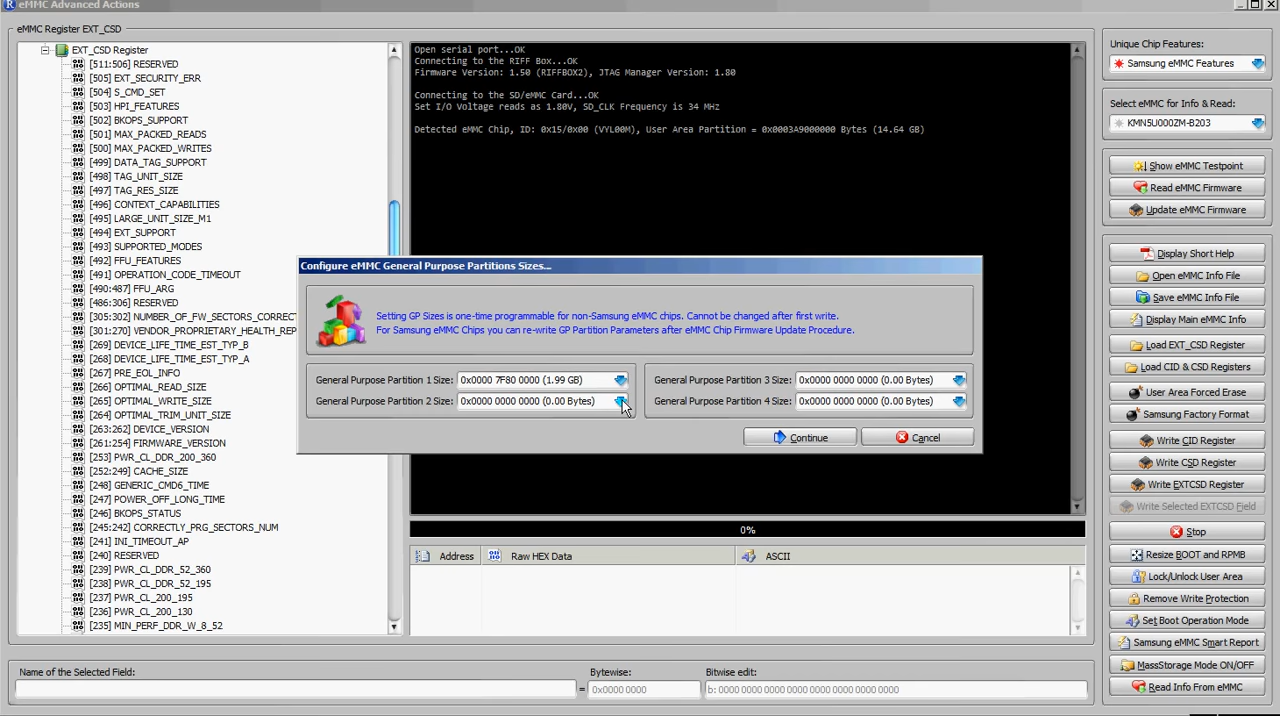 eMMC Advanced Actions
eMMC Register EXT_CSD
EXT_CSD Register
[511:506] RESERVED
[505] EXT_SECURITY_ERR
[504] S_CMD_SET
[503] HPI_FEATURES
[502] BKOPS_SUPPORT
[501] MAX_PACKED_READS
[500] MAX_PACKED_WRITES
[499] DATA_TAG_SUPPORT
[498] TAG_UNIT_SIZE
[497] TAG_RES_SIZE
[496] CONTEXT_CAPABILITIES
[495] LARGE_UNIT_SIZE_M1
[494] EXT_SUPPORT
[493] SUPPORTED_MODES
[492] FFU_FEATURES
[491] OPERATION_CODE_TIMEOUT
[490:487] FFU_ARG
[486:306] RESERVED
[305:302] NUMBER_OF_FW_SECTORS_CORREC
[301:270] VENDOR_PROPRIETARY_HEALTH_REP
[269] DEVICE_LIFE_TIME_EST_TYP_B
[268] DEVICE_LIFE_TIME_EST_TYP_A
[267] PRE_EOL_INFO
[266] OPTIMAL_READ_SIZE
[265] OPTIMAL_WRITE_SIZE
[264] OPTIMAL_TRIM_UNIT_SIZE
[263:262] DEVICE_VERSION
[261:254] FIRMWARE_VERSION
[253] PWR_CL_DDR_200_360
[252:249] CACHE_SIZE
[248] GENERIC_CMD6_TIME
[247] POWER_OFF_LONG_TIME
[246] BKOPS_STATUS
[245:242] CORRECTLY_PRG_SECTORS_NUM
[241] INI_TIMEOUT_AP
[240] RESERVED
[239] PWR_CL_DDR_52_360
[238] PWR_CL_DDR_52_195
[237] PWR_CL_200_195
[236] PWR_CL_200_130
[235] MIN_PERF_DDR_W_8_52
Open serial port...OK
Connecting to the RIFF Box...OK
Firmware Version: 1.50 (RIFFBOX2), JTAG Manager Version: 1.80
Connecting to the SD/eMMC Card...OK
Set I/O Voltage reads as 1.80V, SD_CLK Frequency is 34 MHz
Detected eMMC Chip, ID: 0x15/0x00 (VYL00M), User Area Partition = 0x0003A9000000 Bytes (14.64 GB)
Configure eMMC General Purpose Partitions Sizes...
Setting GP Sizes is one-time programmable for non-Samsung eMMC chips. Cannot be changed after first write.
For Samsung eMMC Chips you can re-write GP Partition Parameters after eMMC Chip Firmware Update Procedure.
General Purpose Partition 1 Size: 0x0000 7F80 0000 (1.99 GB)
General Purpose Partition 2 Size: 0x0000 0000 0000 (0.00 Bytes)
General Purpose Partition 3 Size: 0x0000 0000 0000 (0.00 Bytes)
General Purpose Partition 4 Size: 0x0000 0000 0000 (0.00 Bytes)
Continue
Cancel
0%
Address
Raw HEX Data
ASCII
Unique Chip Features:
Samsung eMMC Features
Select eMMC for Info & Read:
KMN5U000ZM-B203
Show eMMC Testpoint
Read eMMC Firmware
Update eMMC Firmware
Display Short Help
Open eMMC Info File
Save eMMC Info File
Display Main eMMC Info
Load EXT_CSD Register
Load CID & CSD Registers
User Area Forced Erase
Samsung Factory Format
Write CID Register
Write CSD Register
Write EXTCSD Register
Write Selected EXTCSD Field
Stop
Resize BOOT and RPMB
Lock/Unlock User Area
Remove Write Protection
Set Boot Operation Mode
Samsung eMMC Smart Report
MassStorage Mode ON/OFF
Read Info From eMMC
Name of the Selected Field:
Bytewise:
Bitwise edit:
= 0x0000 0000
b: 0000 0000 0000 0000 0000 0000 0000 0000